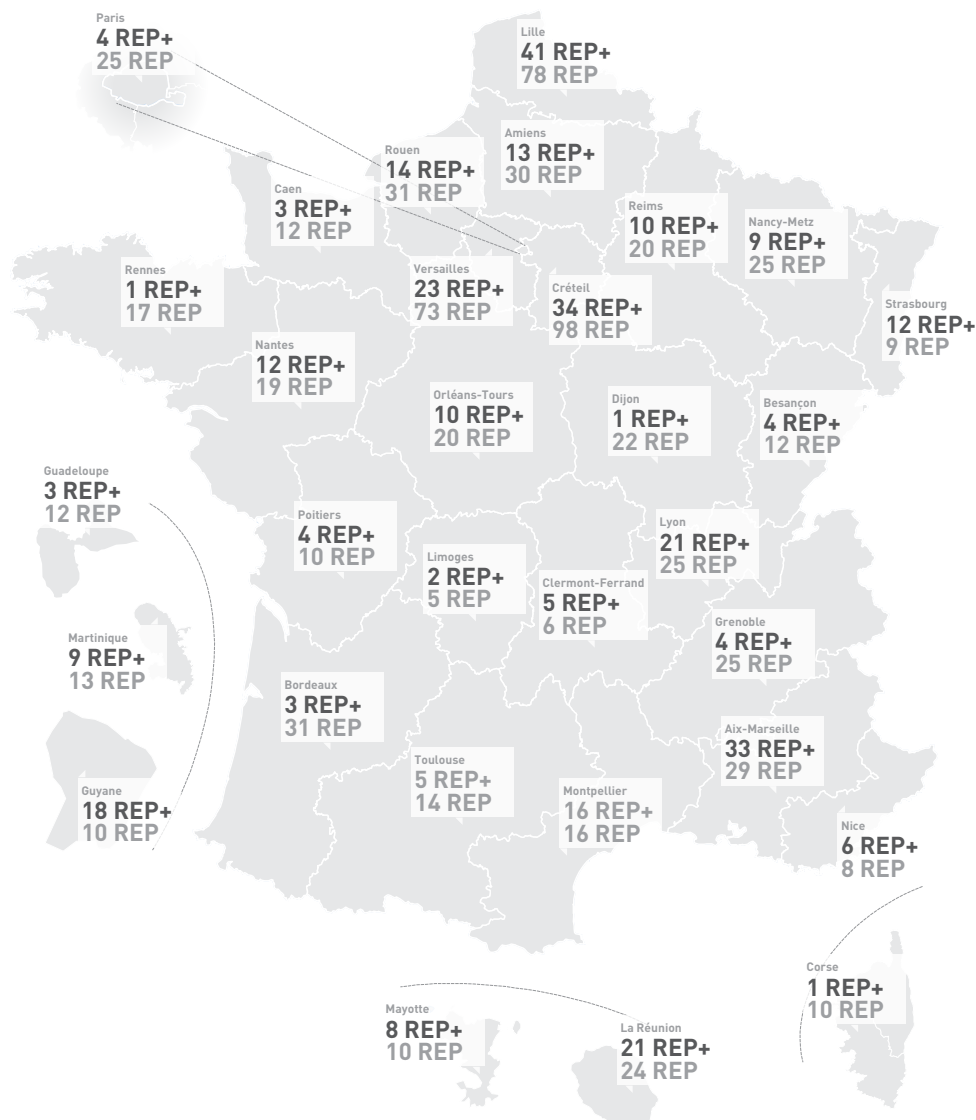 Paris
4 REP+
25 REP
Lille
41 REP+
78 REP
Amiens
13 REP+
30 REP
Rouen
14 REP+
31 REP
Caen
3 REP+
12 REP
Reims
10 REP+
20 REP
Nancy-Metz
9 REP+
25 REP
Rennes
1 REP+
17 REP
Versailles
23 REP+
73 REP
Créteil
34 REP+
98 REP
Strasbourg
12 REP+
9 REP
Nantes
12 REP+
19 REP
Orléans-Tours
10 REP+
20 REP
Dijon
1 REP+
22 REP
Besançon
4 REP+
12 REP
Guadeloupe
3 REP+
12 REP
Poitiers
4 REP+
10 REP
Limoges
2 REP+
5 REP
Clermont-Ferrand
5 REP+
6 REP
Lyon
21 REP+
25 REP
Grenoble
4 REP+
25 REP
Martinique
9 REP+
13 REP
Bordeaux
3 REP+
31 REP
Aix-Marseille
33 REP+
29 REP
Toulouse
5 REP+
14 REP
Montpellier
16 REP+
16 REP
Guyane
18 REP+
10 REP
Nice
6 REP+
8 REP
Corse
1 REP+
10 REP
Mayotte
8 REP+
10 REP
La Réunion
21 REP+
24 REP